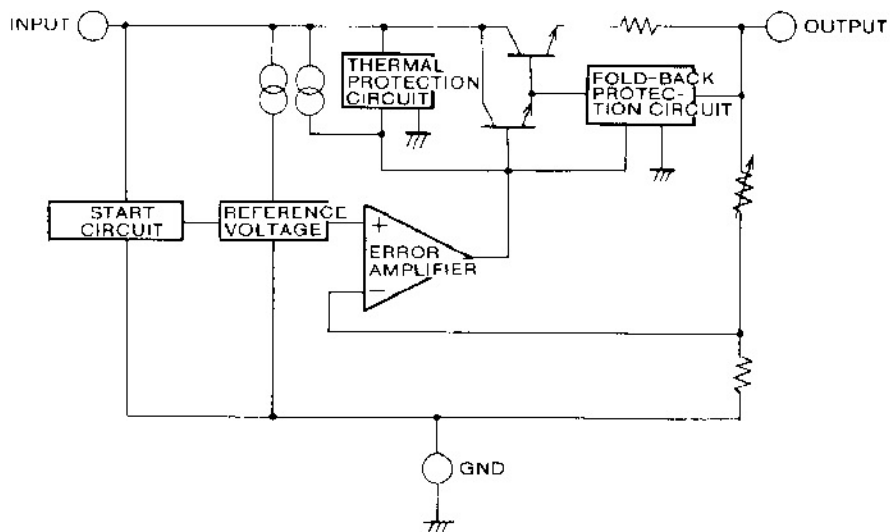 INPUT
OUTPUT
THERMAL
PROTECTION
CIRCUIT
FOLD-BACK
PROTEC-
TION CIRCUIT
START
CIRCUIT
REFERENCE
VOLTAGE
+
ERROR
AMPLIFIER
−
GND